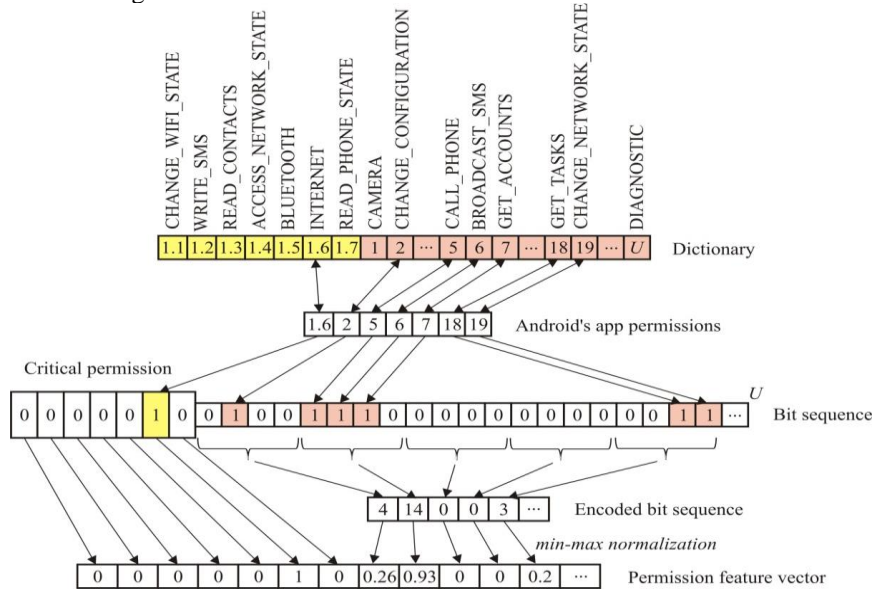 CHANGE_WIFI_STATE
WRITE_SMS
READ_CONTACTS
ACCESS_NETWORK_STATE
BLUETOOTH
INTERNET
READ_PHONE_STATE
CAMERA
CHANGE_CONFIGURATION
CALL_PHONE
BROADCAST_SMS
GET_ACCOUNTS
GET_TASKS
CHANGE_NETWORK_STATE
DIAGNOSTIC
1.1 1.2 1.3 1.4 1.5 1.6 1.7 1 2 ... 5 6 7 ... 18 19 ... U Dictionary
1.6 2 5 6 7 18 19 Android's app permissions
Critical permission
U
0 0 0 0 0 1 0 0 1 0 0 1 1 1 0 0 0 0 0 0 0 0 0 0 0 1 1 ... Bit sequence
4 14 0 0 3 ... Encoded bit sequence
min-max normalization
0 0 0 0 0 1 0 0.26 0.93 0 0 0.2 ... Permission feature vector